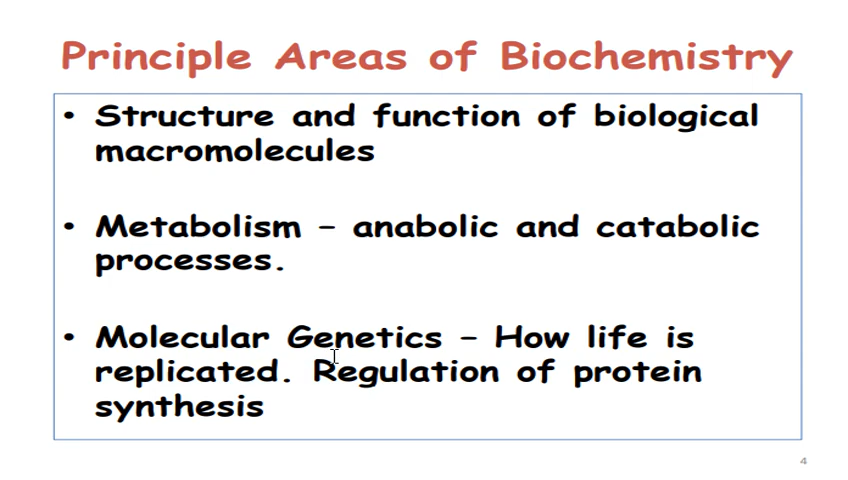 Principle Areas of Biochemistry
• Structure and function of biological
macromolecules
• Metabolism – anabolic and catabolic
processes.
• Molecular Genetics – How life is
replicated. Regulation of protein
synthesis
4